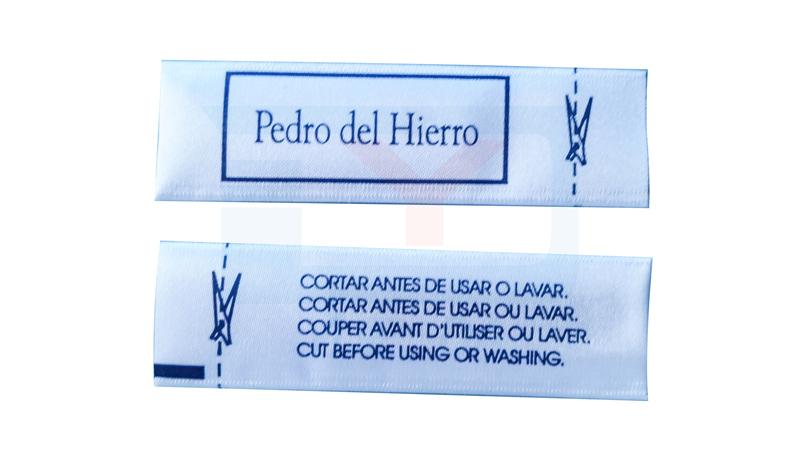 Pedro del Hierro
CORTAR ANTES DE USAR O LAVAR.
CORTAR ANTES DE USAR OU LAVAR.
COUPER AVANT D'UTILISER OU LAVER.
CUT BEFORE USING OR WASHING.